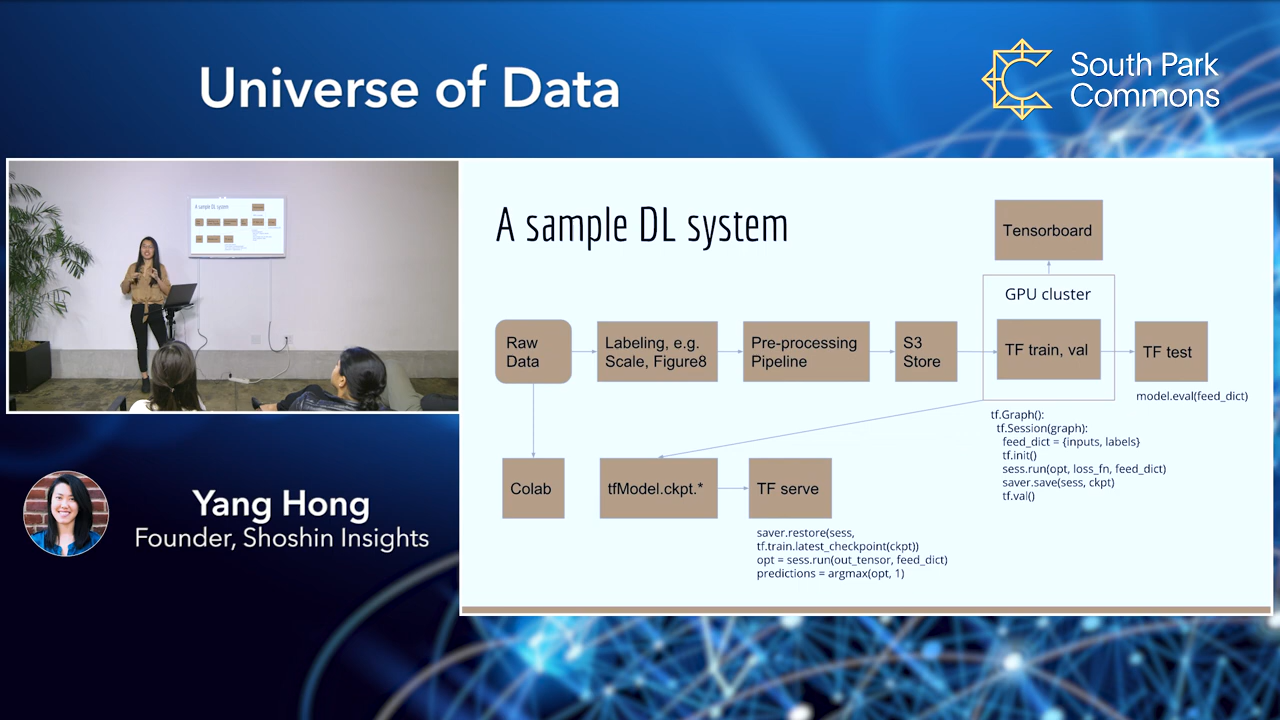 Universe of Data
South Park
Commons
A sample DL system
Tensorboard
GPU cluster
Raw
Data
Labeling, e.g.
Scale, Figure8
Pre-processing
Pipeline
S3
Store
TF train, val
TF test
model.eval(feed_dict)
tf.Graph():
tf.Session(graph):
feed_dict = {inputs, labels}
tf.init()
sess.run(opt, loss_fn, feed_dict)
saver.save(sess, ckpt)
tf.val()
Colab
tfModel.ckpt.*
TF serve
saver.restore(sess,
tf.train.latest_checkpoint(ckpt))
opt = sess.run(out_tensor, feed_dict)
predictions = argmax(opt, 1)
A sample DL system
Yang Hong
Founder, Shoshin Insights